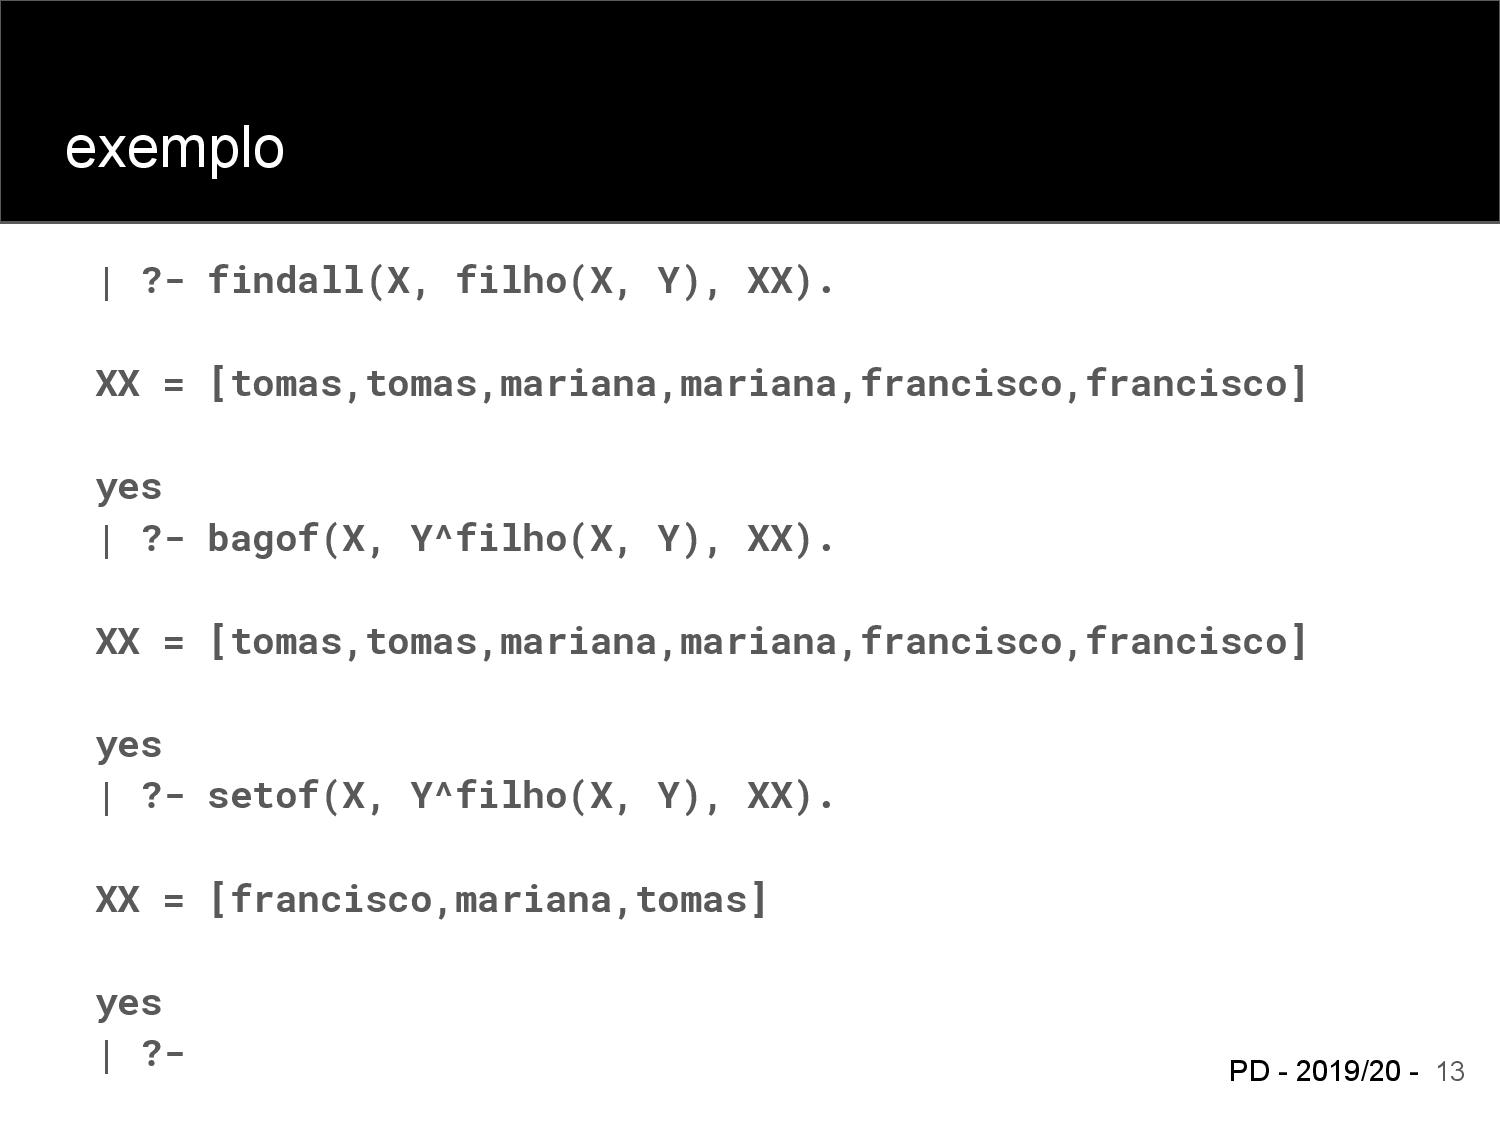 exemplo
| ?- findall(X, filho(X, Y), XX).
XX = [tomas,tomas,mariana,mariana,francisco,francisco]
yes
| ?- bagof(X, Y^filho(X, Y), XX).
XX = [tomas,tomas,mariana,mariana,francisco,francisco]
yes
| ?- setof(X, Y^filho(X, Y), XX).
XX = [francisco,mariana,tomas]
yes
| ?-
PD - 2019/20 - 13